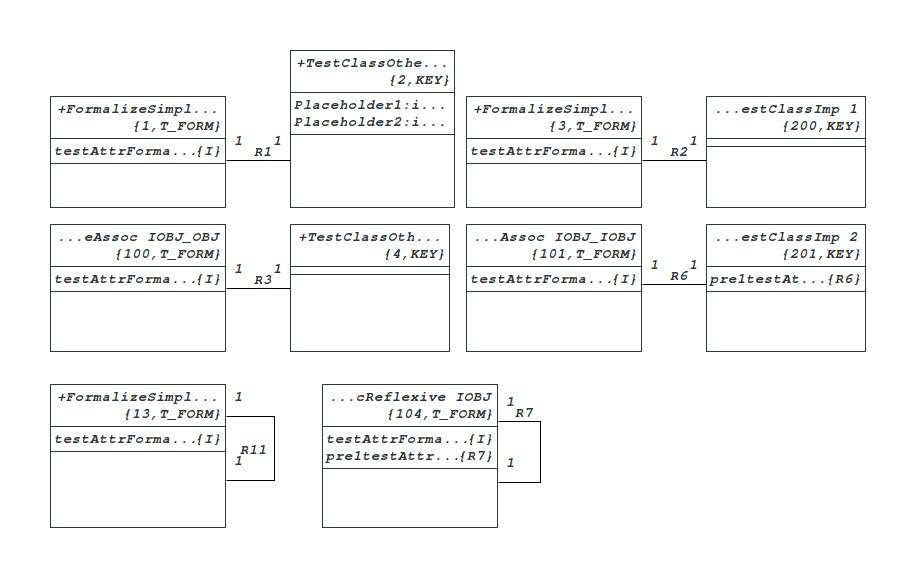 +FormalizeSimpl...
{1,T_FORM}
testAttrForma...{I}
1
1
R1
+TestClassOthe...
{2,KEY}
Placeholder1:i...
Placeholder2:i...
+FormalizeSimpl...
{3,T_FORM}
testAttrForma...{I}
1
1
R2
...estClassImp 1
{200,KEY}
...eAssoc IOBJ_OBJ
{100,T_FORM}
testAttrForma...{I}
1
1
R3
+TestClassOth...
{4,KEY}
...Assoc IOBJ_IOBJ
{101,T_FORM}
testAttrForma...{I}
1
1
R6
...estClassImp 2
{201,KEY}
preltestAt...{R6}
+FormalizeSimpl...
{13,T_FORM}
testAttrForma...{I}
1
R11
1
...cReflexive IOBJ
{104,T_FORM}
testAttrForma...{I}
preltestAttr...{R7}
1
R7
1